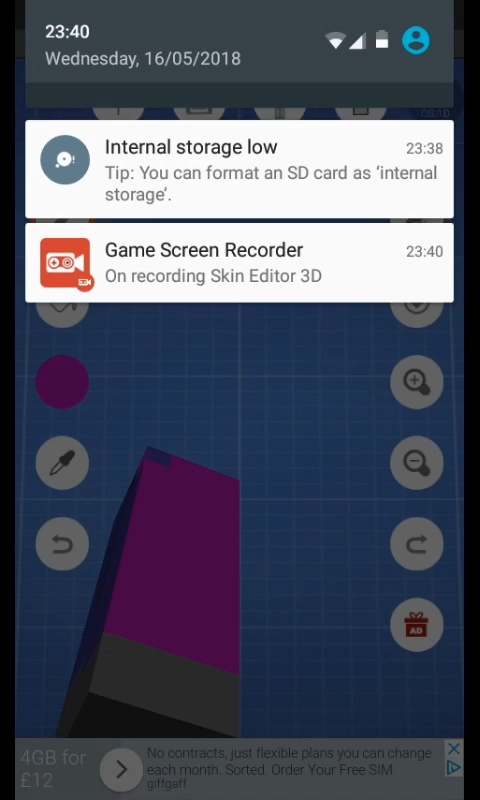 23:40
Wednesday, 16/05/2018
Internal storage low
23:38
Tip: You can format an SD card as ‘internal
storage’.
Game Screen Recorder
23:40
On recording Skin Editor 3D
AD
4GB for
£12
No contracts, just flexible plans you can change
each month. Sorted. Order Your Free SIM.
giffgaff